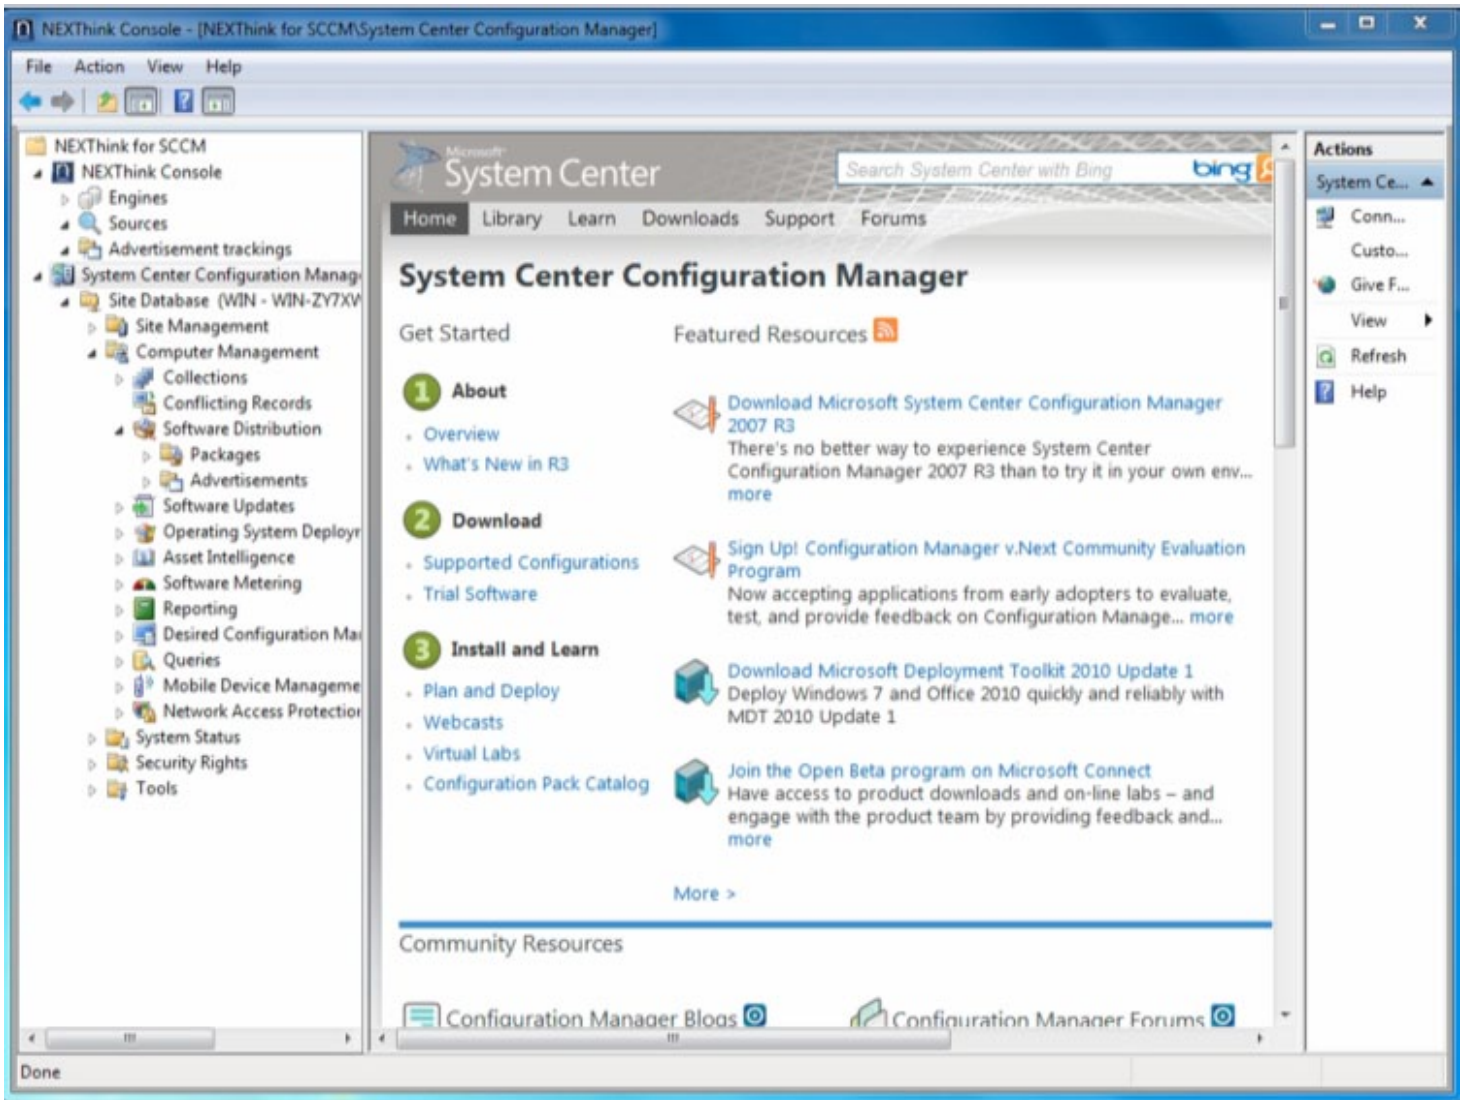 NEXThink Console - [NEXThink for SCCM\System Center Configuration Manager]
File Action View Help
NEXThink for SCCM
NEXThink Console
Engines
Sources
Advertisement trackings
System Center Configuration Manag
Site Database (WIN - WIN-ZY7XW
Site Management
Computer Management
Collections
Conflicting Records
Software Distribution
Packages
Advertisements
Software Updates
Operating System Deployr
Asset Intelligence
Software Metering
Reporting
Desired Configuration Mai
Queries
Mobile Device Manageme
Network Access Protection
System Status
Security Rights
Tools
Microsoft
System Center
Search System Center with Bing bing
Home Library Learn Downloads Support Forums
System Center Configuration Manager
Get Started
1 About
Overview
What's New in R3
2 Download
Supported Configurations
Trial Software
3 Install and Learn
Plan and Deploy
Webcasts
Virtual Labs
Configuration Pack Catalog
Featured Resources
Download Microsoft System Center Configuration Manager
2007 R3
There's no better way to experience System Center
Configuration Manager 2007 R3 than to try it in your own env...
more
Sign Up! Configuration Manager v.Next Community Evaluation
Program
Now accepting applications from early adopters to evaluate,
test, and provide feedback on Configuration Manage... more
Download Microsoft Deployment Toolkit 2010 Update 1
Deploy Windows 7 and Office 2010 quickly and reliably with
MDT 2010 Update 1
Join the Open Beta program on Microsoft Connect
Have access to product downloads and on-line labs – and
engage with the product team by providing feedback and...
more
More >
Community Resources
Configuration Manager Blogs
Configuration Manager Forums
Actions
System Ce...
Conn...
Custo...
Give F...
View
Refresh
Help
Done